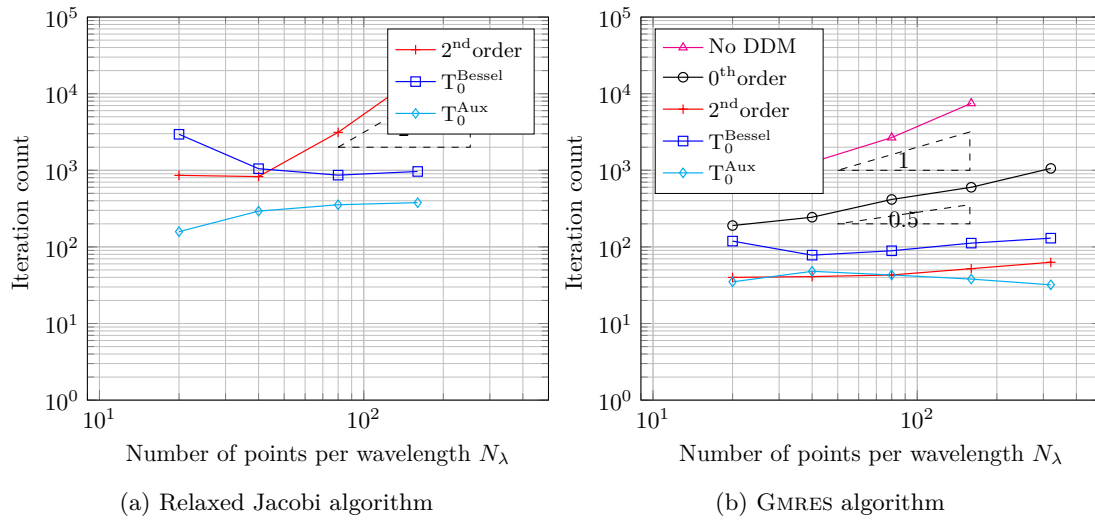 10^5
10^4
10^3
10^2
10^1
10^0
Iteration count
2^nd order
T_0^Bessel
T_0^Aux
10^1
10^2
Number of points per wavelength N_λ
(a) Relaxed Jacobi algorithm
10^5
10^4
10^3
10^2
10^1
10^0
Iteration count
No DDM
0^th order
2^nd order
T_0^Bessel
T_0^Aux
1
0.5
10^1
10^2
Number of points per wavelength N_λ
(b) GMRES algorithm